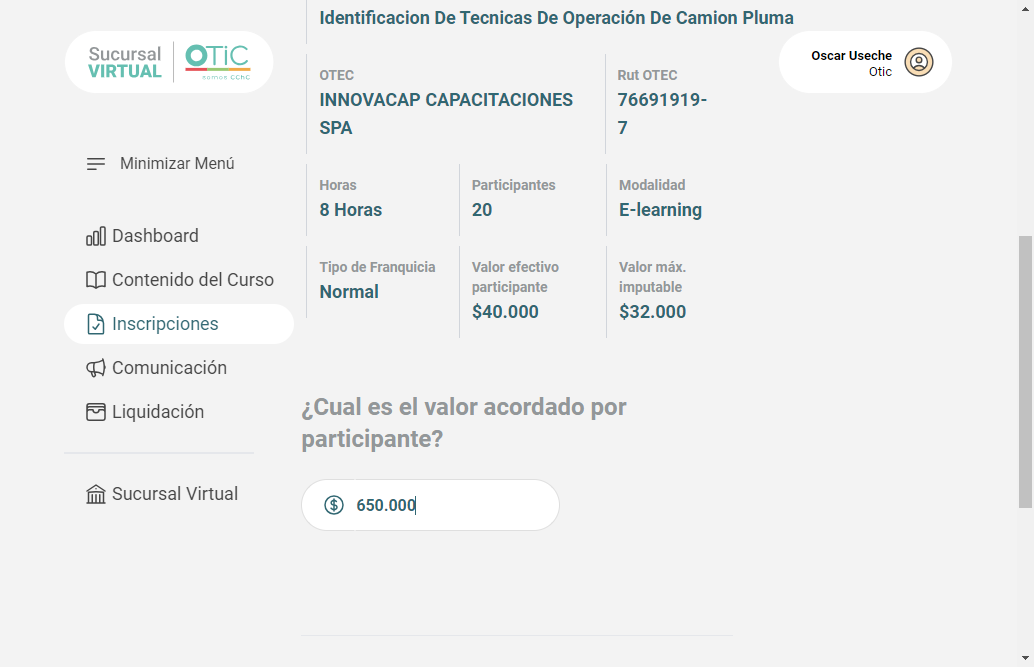 Identificacion De Tecnicas De Operación De Camion Pluma
Sucursal
VIRTUAL
OTiC
somos CChC
Oscar Useche
Otic
OTEC
INNOVACAP CAPACITACIONES
SPA
Rut OTEC
76691919-
7
Minimizar Menú
Horas
8 Horas
Participantes
20
Modalidad
E-learning
Dashboard
Contenido del Curso
Inscripciones
Comunicación
Liquidación
Sucursal Virtual
Tipo de Franquicia
Normal
Valor efectivo
participante
$40.000
Valor máx.
imputable
$32.000
¿Cual es el valor acordado por
participante?
$ 650.000